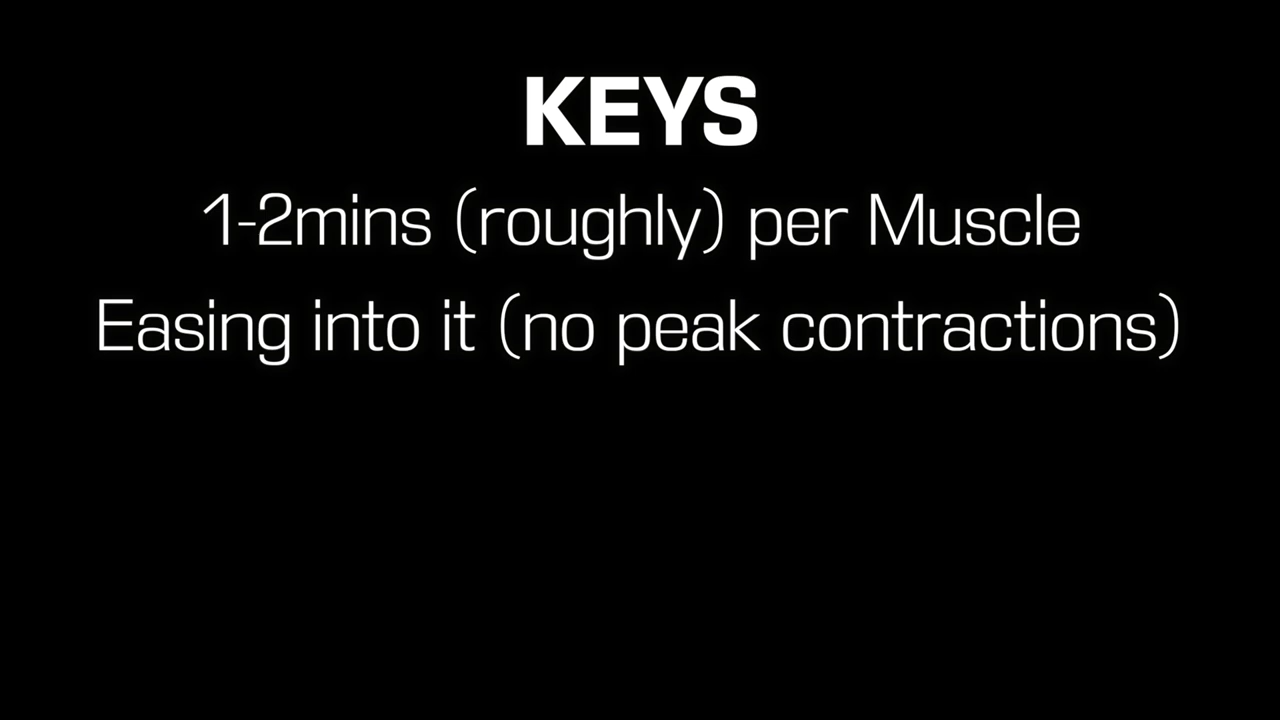 KEYS
1-2mins (roughly) per Muscle
Easing into it (no peak contractions)